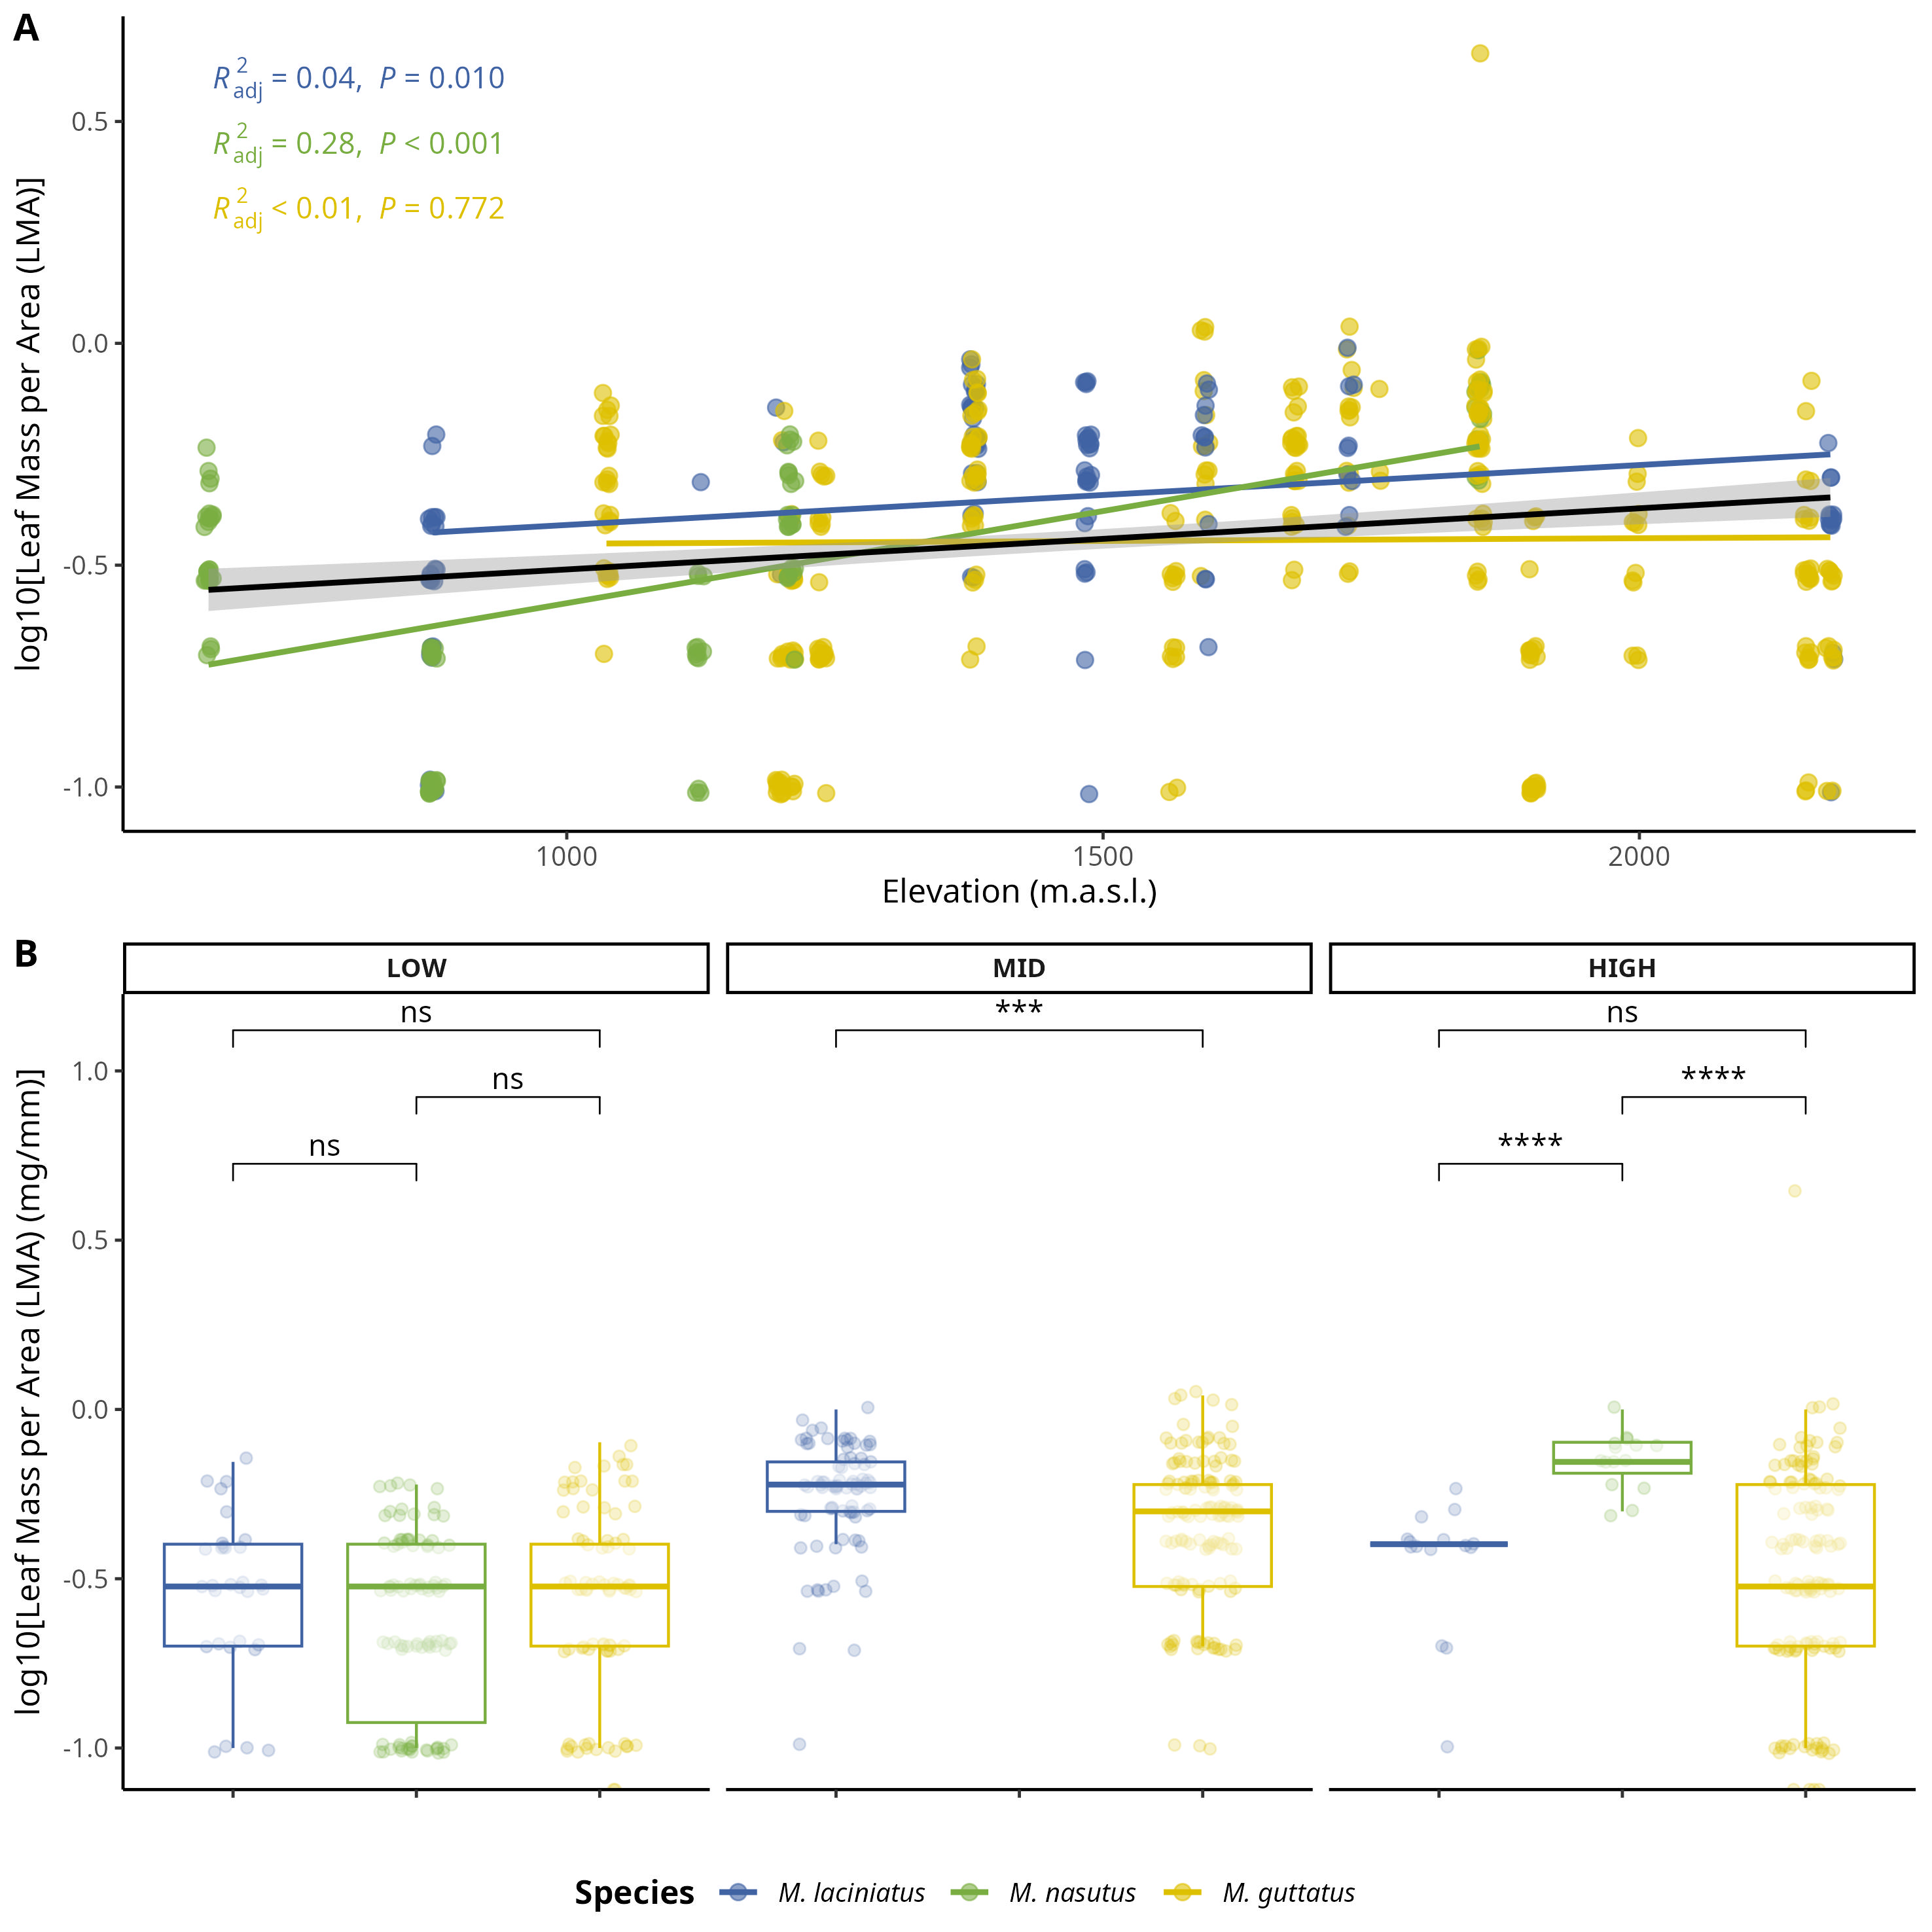 A
R²adj = 0.04, P = 0.010
R²adj = 0.28, P < 0.001
R²adj < 0.01, P = 0.772
log10[Leaf Mass per Area (LMA)]
0.5
0.0
-0.5
-1.0
1000 1500 2000
Elevation (m.a.s.l.)
B
LOW MID HIGH
ns *** ns
ns ****
ns ****
log10[Leaf Mass per Area (LMA) (mg/mm)]
1.0
0.5
0.0
-0.5
-1.0
Species M. laciniatus M. nasutus M. guttatus